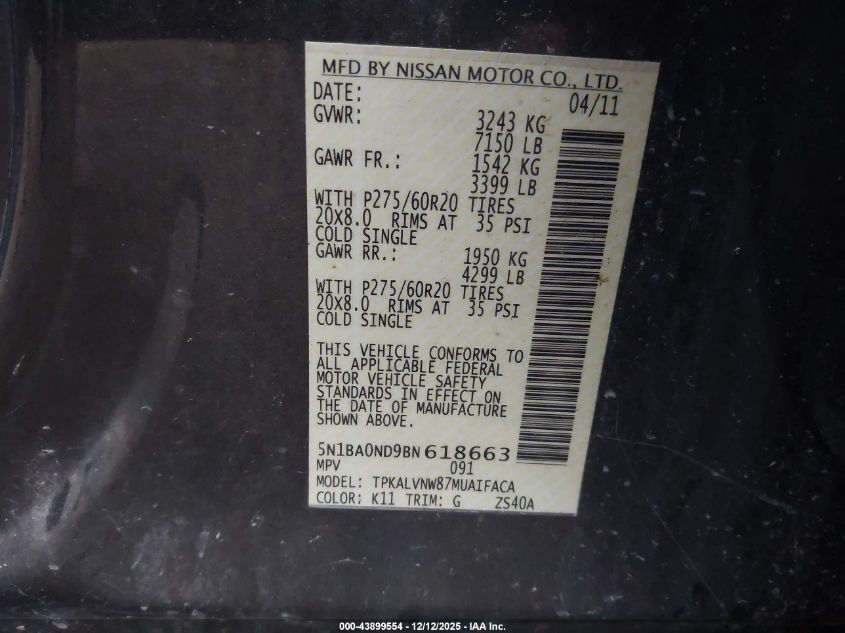 MFD BY NISSAN MOTOR CO., LTD.
DATE: 04/11
GVWR: 3243 KG
7150 LB
GAWR FR.: 1542 KG
3399 LB
WITH P275/60R20 TIRES
20X8.0 RIMS AT 35 PSI
COLD SINGLE
GAWR RR.: 1950 KG
4299 LB
WITH P275/60R20 TIRES
20X8.0 RIMS AT 35 PSI
COLD SINGLE
THIS VEHICLE CONFORMS TO
ALL APPLICABLE FEDERAL
MOTOR VEHICLE SAFETY
STANDARDS IN EFFECT ON
THE DATE OF MANUFACTURE
SHOWN ABOVE.
5N1BA0ND9BN618663
MPV 091
MODEL: TPKALVNW87MUAIFACA
COLOR: K11 TRIM: G ZS40A
000-43899554 - 12/12/2025 - IAA Inc.